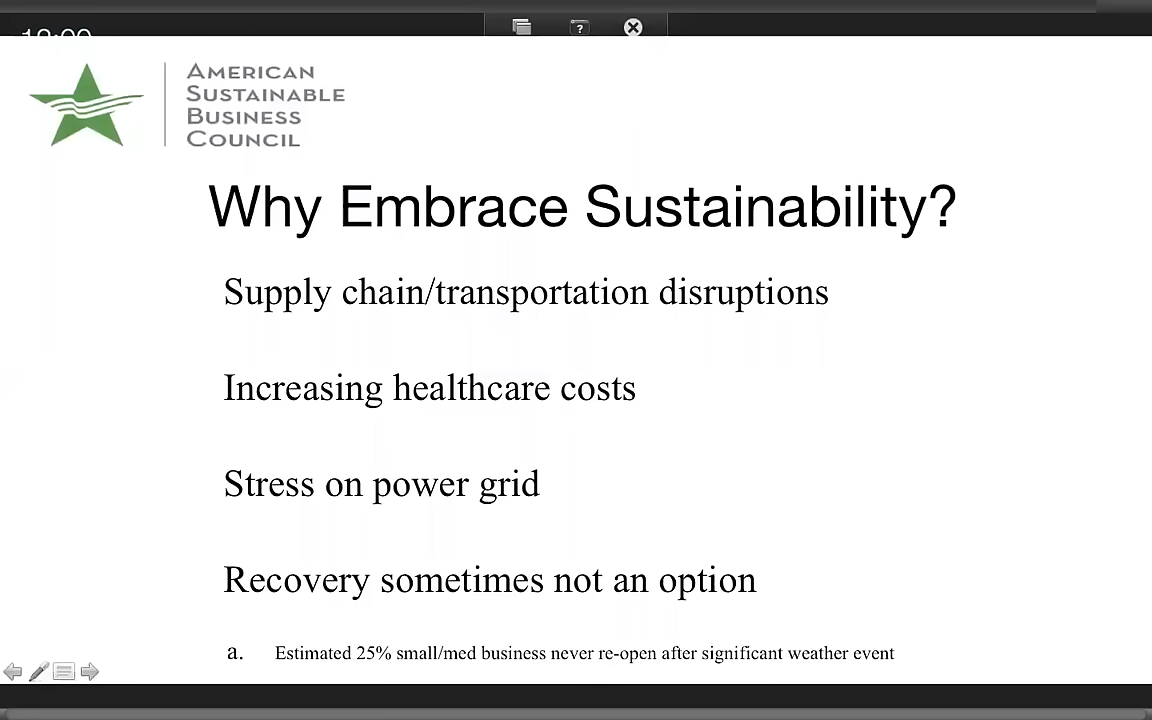 AMERICAN
SUSTAINABLE
BUSINESS
COUNCIL
Why Embrace Sustainability?
Supply chain/transportation disruptions
Increasing healthcare costs
Stress on power grid
Recovery sometimes not an option
a. Estimated 25% small/med business never re-open after significant weather event